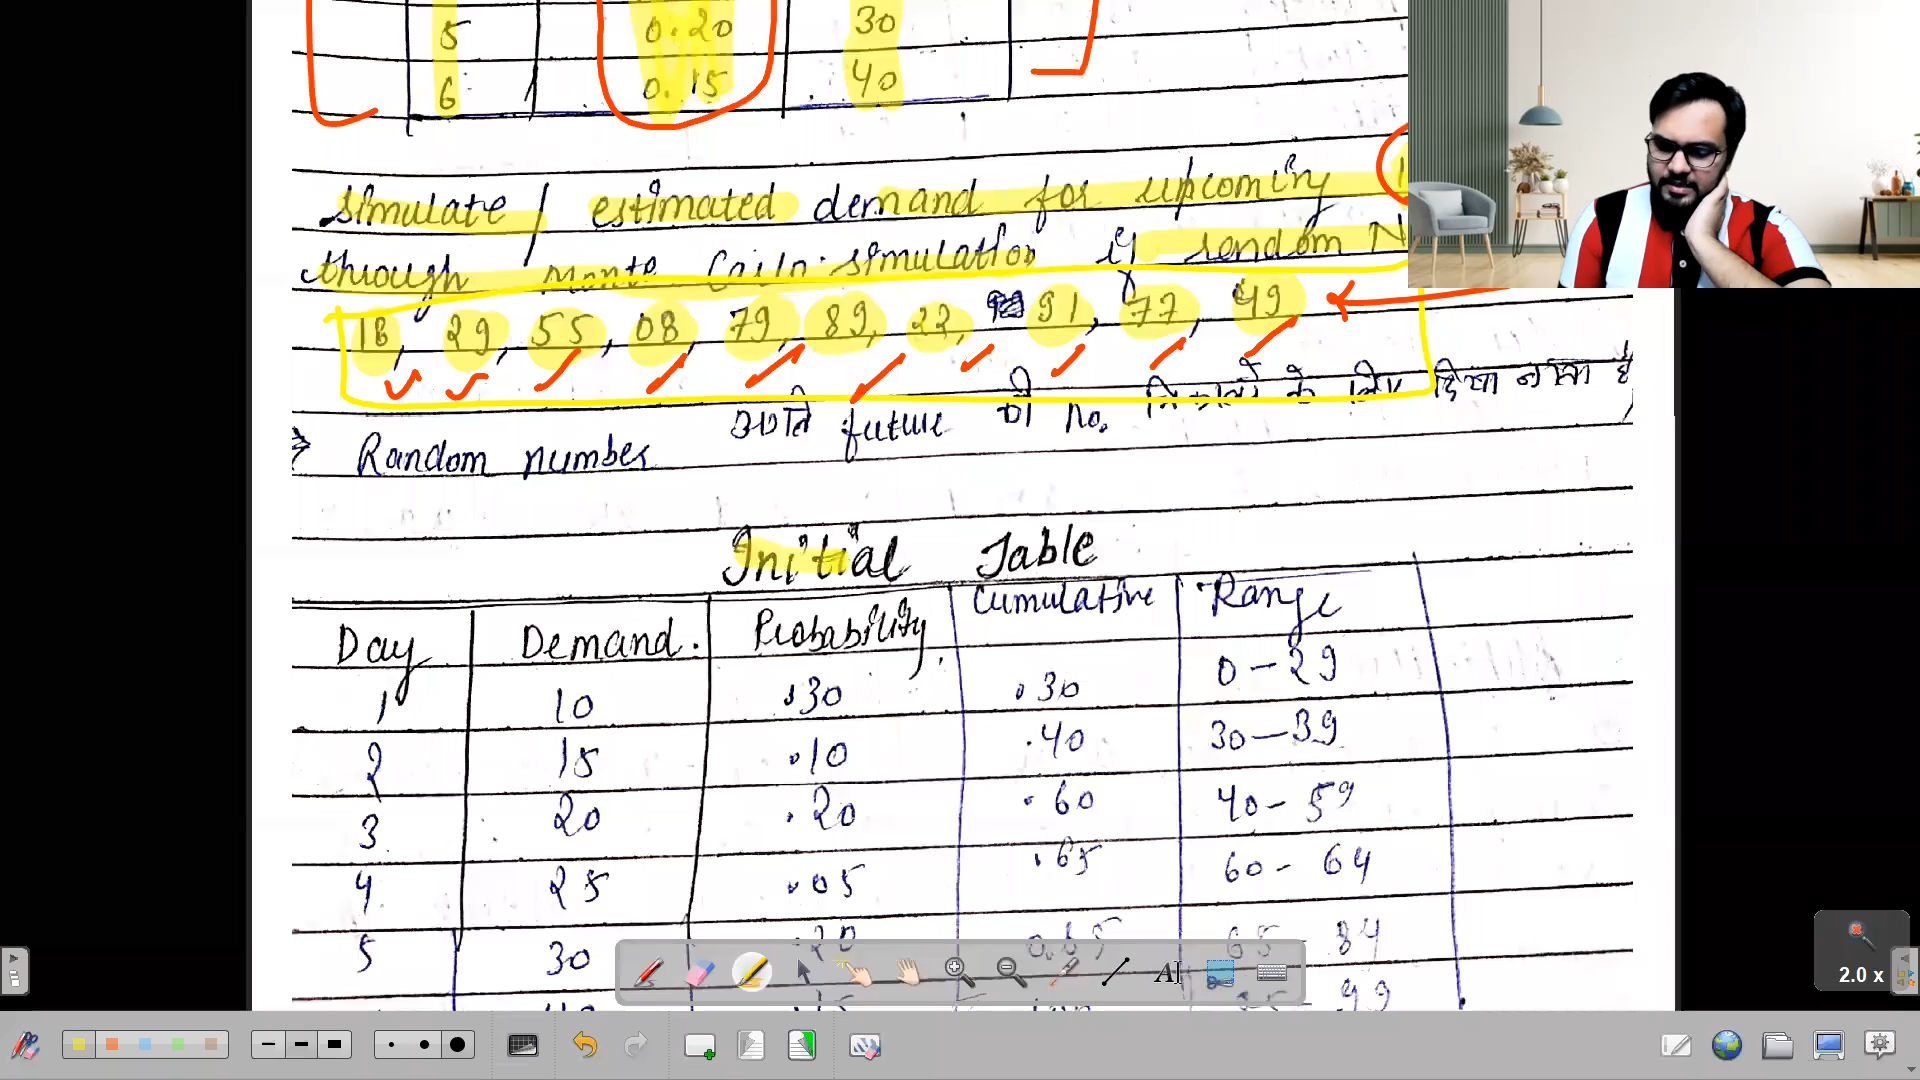 5 0.20 30
6 0.15 40
Simulate / estimated demand for upcoming
through Monte Carlo simulation if random N
18, 29, 55, 08, 79, 89, 22, 91, 77, 49
future की no. निकालने के लिए दिया गया है
→ Random number
Initial Table
Day Demand. Probability. Cumulative Range
1 10 .30 .30 0-29
2 15 .10 .40 30-39
3 20 .20 .60 40-59
4 25 .05 .65 60-64
5 30 .20 65 84
99
2.0 x